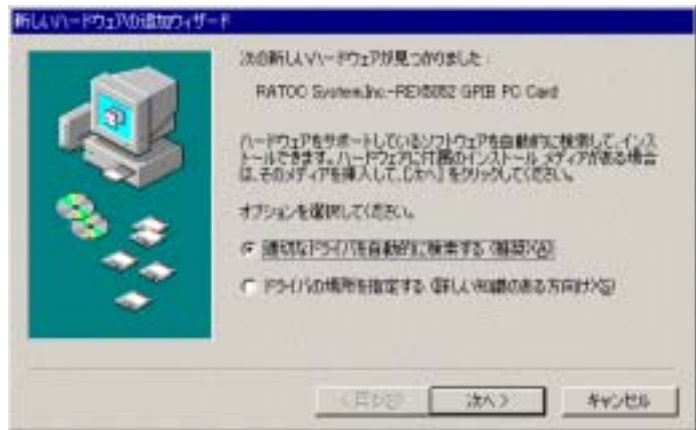 新しいハードウェアの追加ウィザード
次の新しいハードウェアが見つかりました:
RATOC System,Inc.-REX5052 GPIB PC Card
ハードウェアをサポートしているソフトウェアを自動的に検索して、インス
トールできます。ハードウェアに付属のインストール メディアがある場合
は、そのメディアを挿入して、[次へ] をクリックしてください。
オプションを選択してください。
適切なドライバを自動的に検索する (推奨)(A)
ドライバの場所を指定する (詳しい知識のある方向け)(S)
< 戻る(B)
次へ >
キャンセル